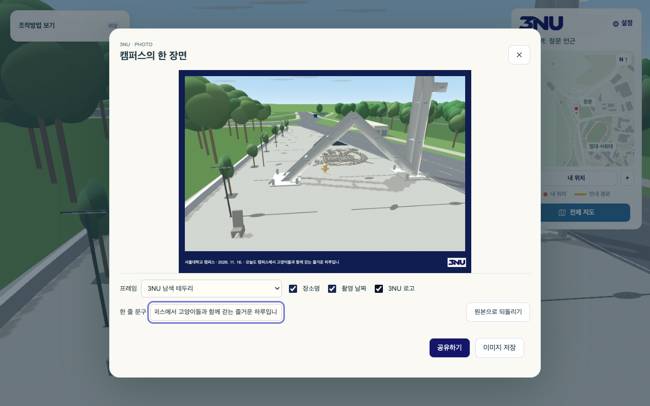 조작방법 보기
3NU
설정
정문 인근
N
정문
내 위치
+
내 위치
전체 지도
3NU · PHOTO
캠퍼스의 한 장면
×
서울대학교 캠퍼스 · 2026. 11. 16. · 오늘도 캠퍼스에서 고양이들과 함께 걷는 즐거운 하루입니
3NU
프레임
3NU 남색 테두리
장소명
촬영 날짜
3NU 로고
한 줄 문구
퍼스에서 고양이들과 함께 걷는 즐거운 하루입니
원본으로 되돌리기
공유하기
이미지 저장